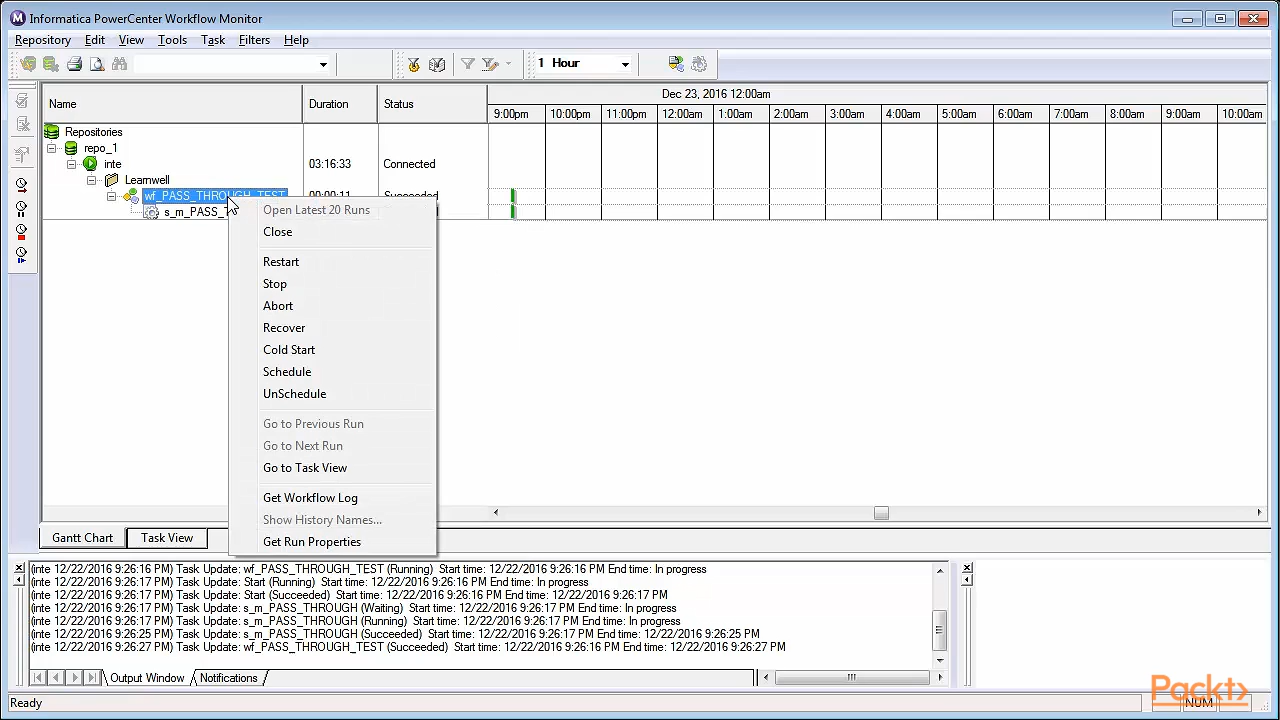 Informatica PowerCenter Workflow Monitor
Repository Edit View Tools Task Filters Help
1 Hour
Name Duration Status Dec 23, 2016 12:00am
9:00pm 10:00pm 11:00pm 12:00am 1:00am 2:00am 3:00am 4:00am 5:00am 6:00am 7:00am 8:00am 9:00am 10:00am
Repositories
repo_1
inte 03:16:33 Connected
Learnwell
wf_PASS_THROUGH_TEST 00:00:11 Succeeded
s_m_PASS_T
Open Latest 20 Runs
Close
Restart
Stop
Abort
Recover
Cold Start
Schedule
UnSchedule
Go to Previous Run
Go to Next Run
Go to Task View
Get Workflow Log
Show History Names...
Get Run Properties
Gantt Chart Task View
(inte 12/22/2016 9:26:16 PM) Task Update: wf_PASS_THROUGH_TEST (Running) Start time: 12/22/2016 9:26:16 PM End time: In progress
(inte 12/22/2016 9:26:17 PM) Task Update: Start (Running) Start time: 12/22/2016 9:26:16 PM End time: In progress
(inte 12/22/2016 9:26:17 PM) Task Update: Start (Succeeded) Start time: 12/22/2016 9:26:16 PM End time: 12/22/2016 9:26:16 PM
(inte 12/22/2016 9:26:17 PM) Task Update: s_m_PASS_THROUGH (Waiting) Start time: 12/22/2016 9:26:17 PM End time: In progress
(inte 12/22/2016 9:26:17 PM) Task Update: s_m_PASS_THROUGH (Running) Start time: 12/22/2016 9:26:17 PM End time: In progress
(inte 12/22/2016 9:26:25 PM) Task Update: s_m_PASS_THROUGH (Succeeded) Start time: 12/22/2016 9:26:17 PM End time: 12/22/2016 9:26:25 PM
(inte 12/22/2016 9:26:27 PM) Task Update: wf_PASS_THROUGH_TEST (Succeeded) Start time: 12/22/2016 9:26:16 PM End time: 12/22/2016 9:26:27 PM
Output Window Notifications
Packt
Ready NUM